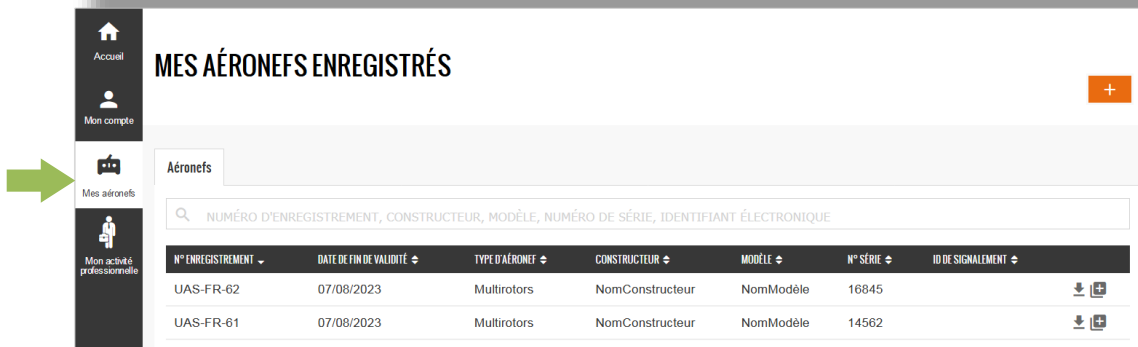 Accueil
MES AÉRONEFS ENREGISTRÉS
+
Mon compte
Mes aéronefs
Mon activité
professionnelle
Aéronefs
NUMÉRO D'ENREGISTREMENT, CONSTRUCTEUR, MODÈLE, NUMÉRO DE SÉRIE, IDENTIFIANT ÉLECTRONIQUE
N° ENREGISTREMENT DATE DE FIN DE VALIDITÉ TYPE D'AÉRONEF CONSTRUCTEUR MODÈLE N° SÉRIE ID DE SIGNALEMENT
UAS-FR-62 07/08/2023 Multirotors NomConstructeur NomModèle 16845
UAS-FR-61 07/08/2023 Multirotors NomConstructeur NomModèle 14562